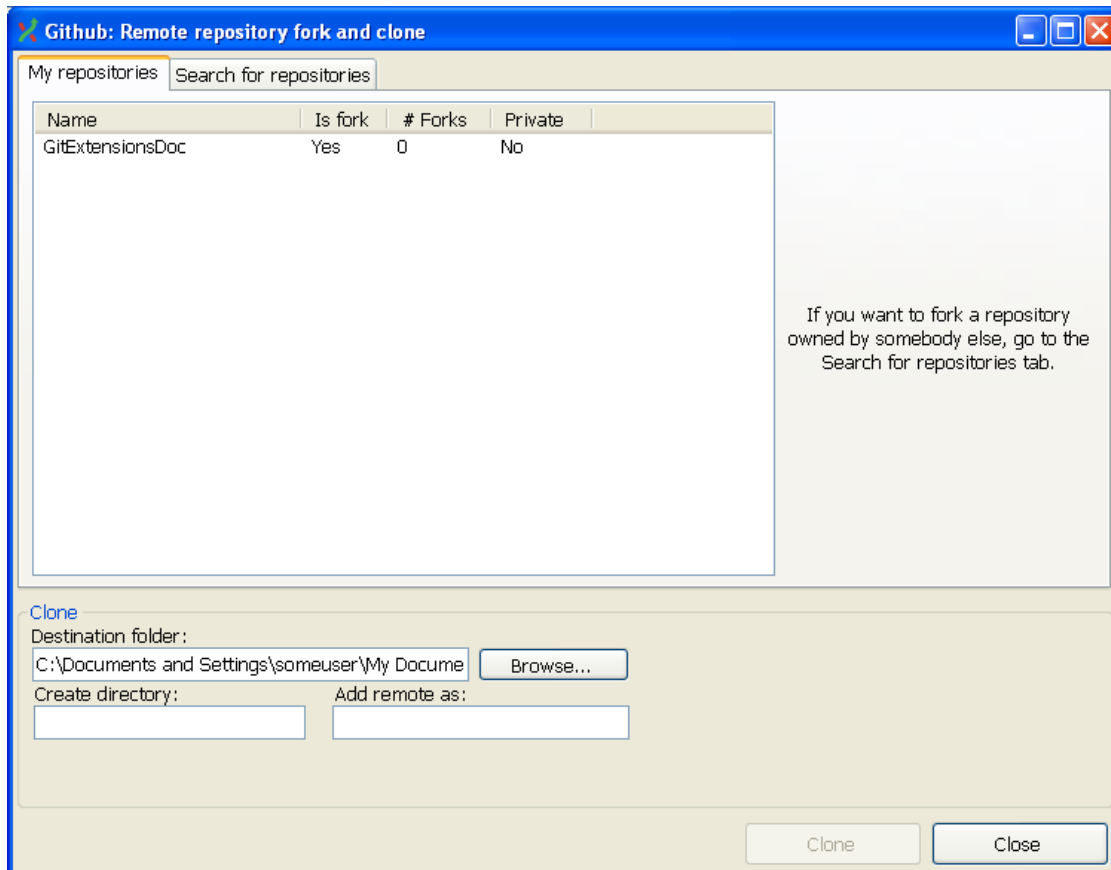 Github: Remote repository fork and clone
My repositories Search for repositories
Name Is fork # Forks Private
GitExtensionsDoc Yes 0 No
If you want to fork a repository
owned by somebody else, go to the
Search for repositories tab.
Clone
Destination folder:
C:\Documents and Settings\someuser\My Docume Browse...
Create directory: Add remote as:
Clone Close